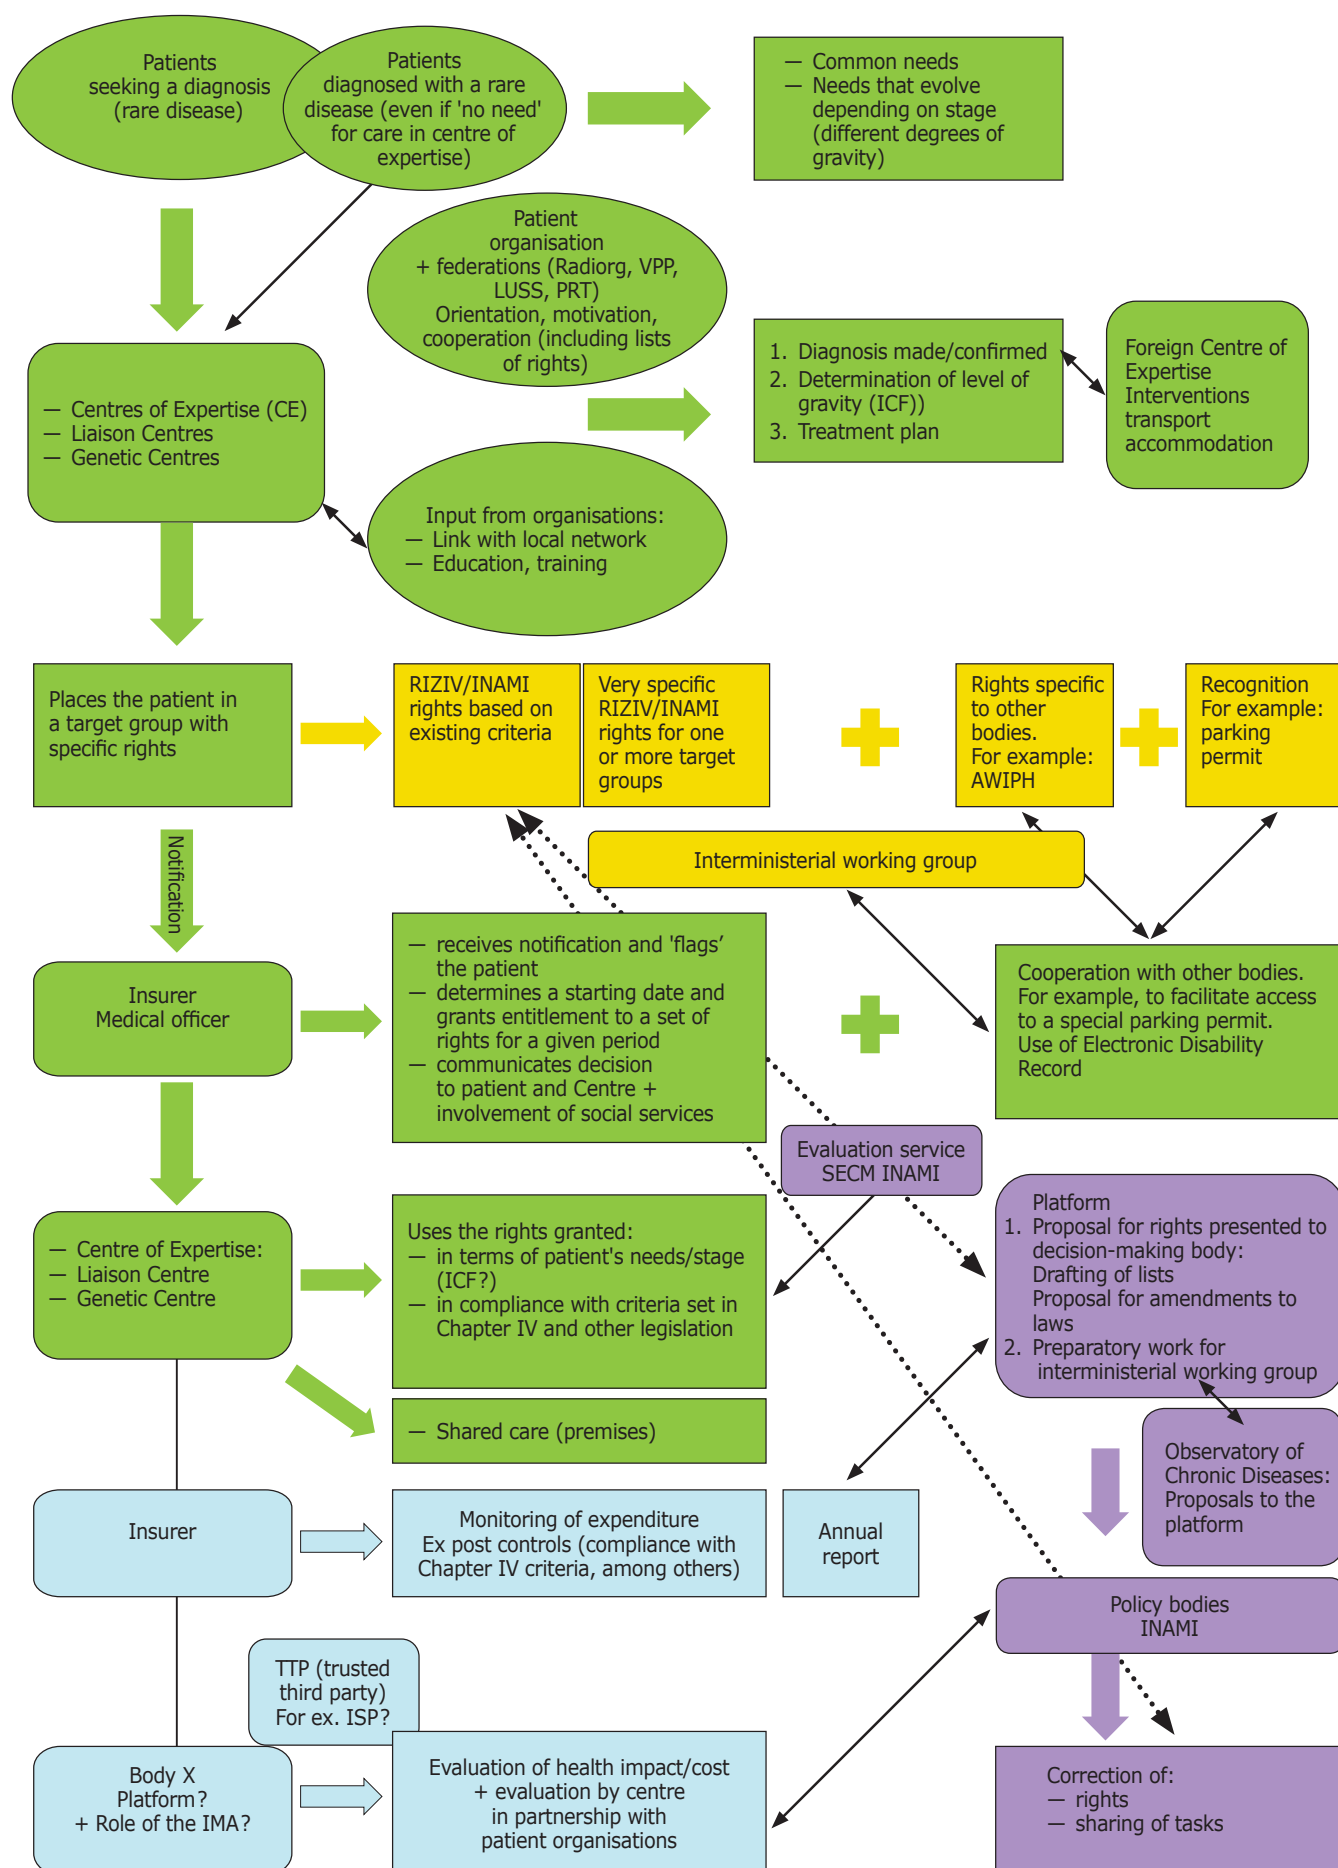 Patients
seeking a diagnosis
(rare disease)
Patients
diagnosed with a rare
disease (even if 'no need'
for care in centre of
expertise)
— Common needs
— Needs that evolve
depending on stage
(different degrees of
gravity)
Patient
organisation
+ federations (Radiorg, VPP,
LUSS, PRT)
Orientation, motivation,
cooperation (including lists
of rights)
1. Diagnosis made/confirmed
2. Determination of level of
gravity (ICF))
3. Treatment plan
Foreign Centre of
Expertise
Interventions
transport
accommodation
— Centres of Expertise (CE)
— Liaison Centres
— Genetic Centres
Input from organisations:
— Link with local network
— Education, training
Places the patient in
a target group with
specific rights
RIZIV/INAMI
rights based on
existing criteria
Very specific
RIZIV/INAMI
rights for one
or more target
groups
Rights specific
to other
bodies.
For example:
AWIPH
Recognition
For example:
parking
permit
Notification
Interministerial working group
Insurer
Medical officer
— receives notification and 'flags’
the patient
— determines a starting date and
grants entitlement to a set of
rights for a given period
— communicates decision
to patient and Centre +
involvement of social services
Cooperation with other bodies.
For example, to facilitate access
to a special parking permit.
Use of Electronic Disability
Record
Evaluation service
SECM INAMI
— Centre of Expertise:
— Liaison Centre
— Genetic Centre
Uses the rights granted:
— in terms of patient's needs/stage
(ICF?)
— in compliance with criteria set in
Chapter IV and other legislation
Platform
1. Proposal for rights presented to
decision-making body:
Drafting of lists
Proposal for amendments to
laws
2. Preparatory work for
interministerial working group
— Shared care (premises)
Observatory of
Chronic Diseases:
Proposals to the
platform
Insurer
Monitoring of expenditure
Ex post controls (compliance with
Chapter IV criteria, among others)
Annual
report
Policy bodies
INAMI
TTP (trusted
third party)
For ex. ISP?
Body X
Platform?
+ Role of the IMA?
Evaluation of health impact/cost
+ evaluation by centre
in partnership with
patient organisations
Correction of:
— rights
— sharing of tasks